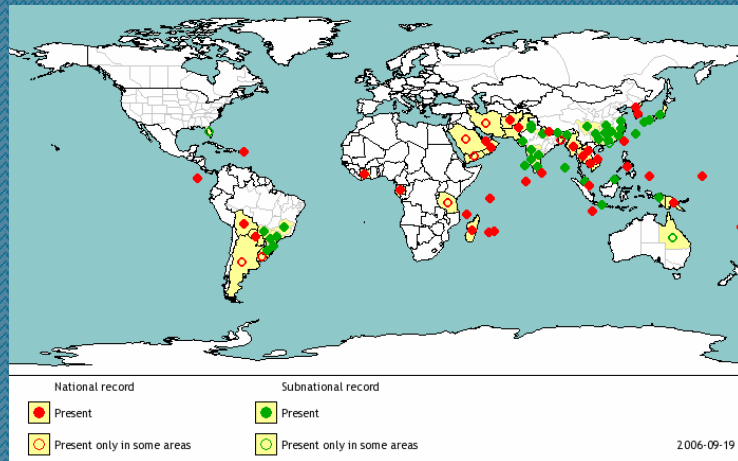 National record
Subnational record
Present
Present
Present only in some areas
Present only in some areas
2006-09-19